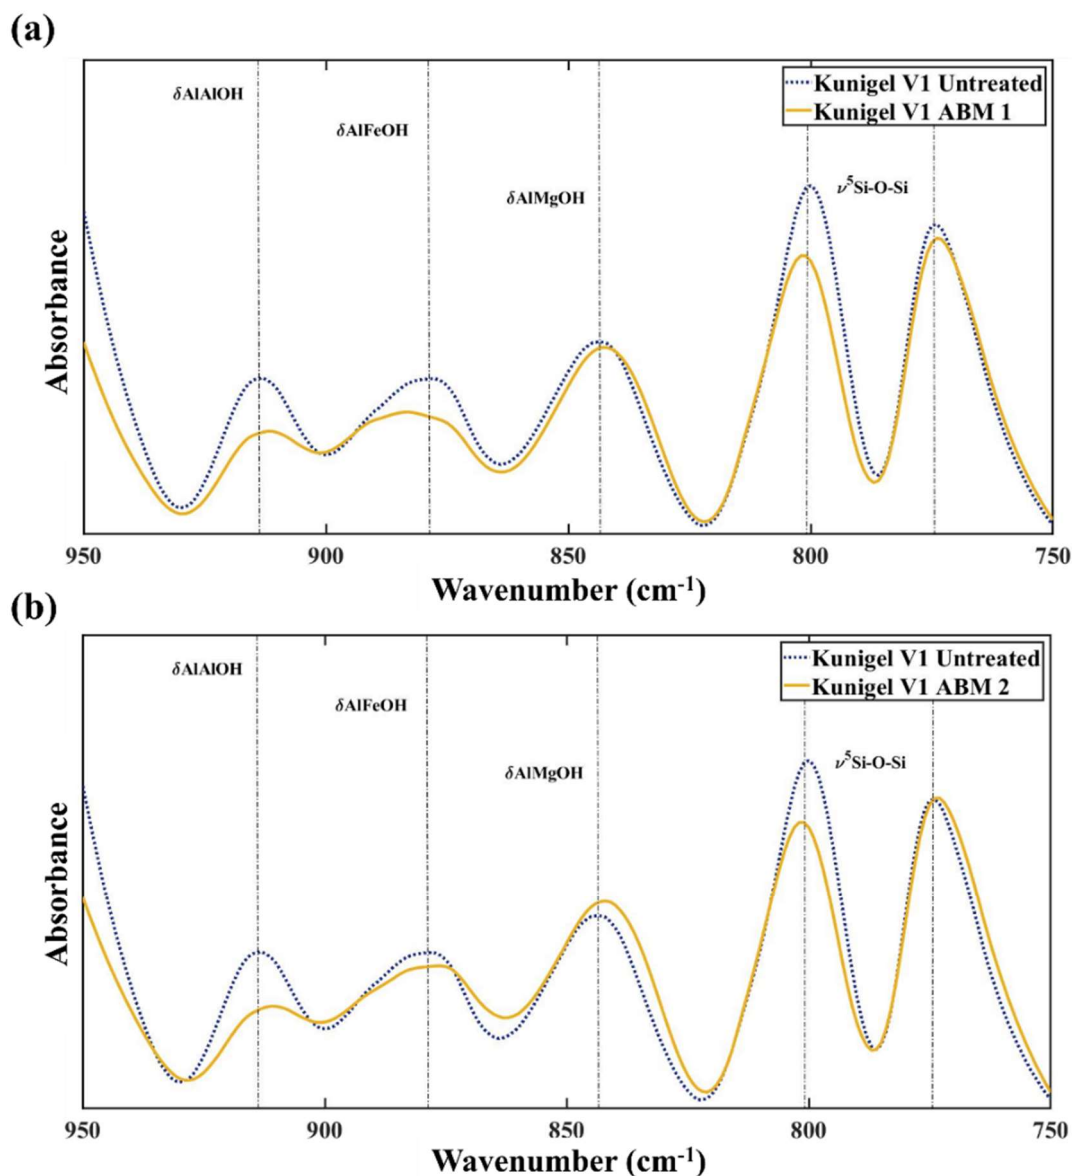 (a)
δAlAlOH
δAlFeOH
δAlMgOH
ν⁵Si-O-Si
Kunigel V1 Untreated
Kunigel V1 ABM 1
Absorbance
950 900 850 800 750
Wavenumber (cm⁻¹)
(b)
δAlAlOH
δAlFeOH
δAlMgOH
ν⁵Si-O-Si
Kunigel V1 Untreated
Kunigel V1 ABM 2
Absorbance
950 900 850 800 750
Wavenumber (cm⁻¹)